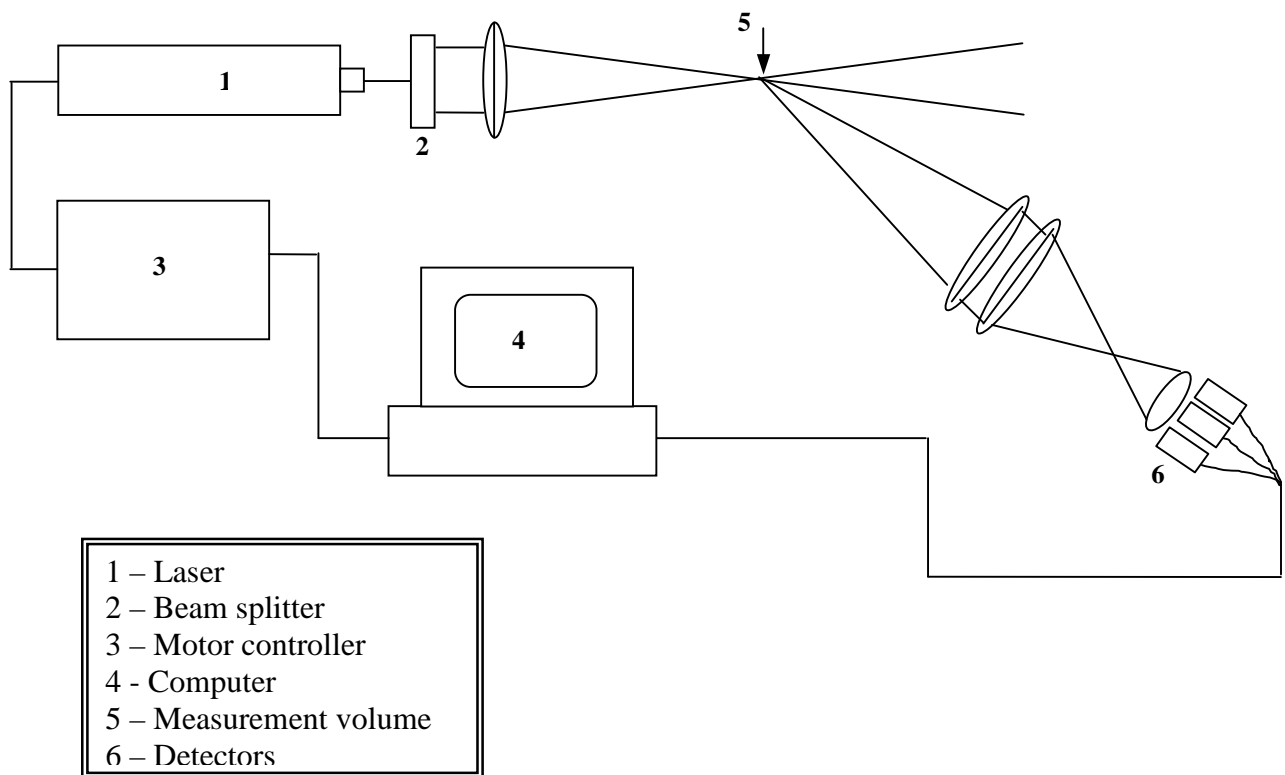 5
1
2
3
4
6
1 – Laser
2 – Beam splitter
3 – Motor controller
4 - Computer
5 – Measurement volume
6 – Detectors